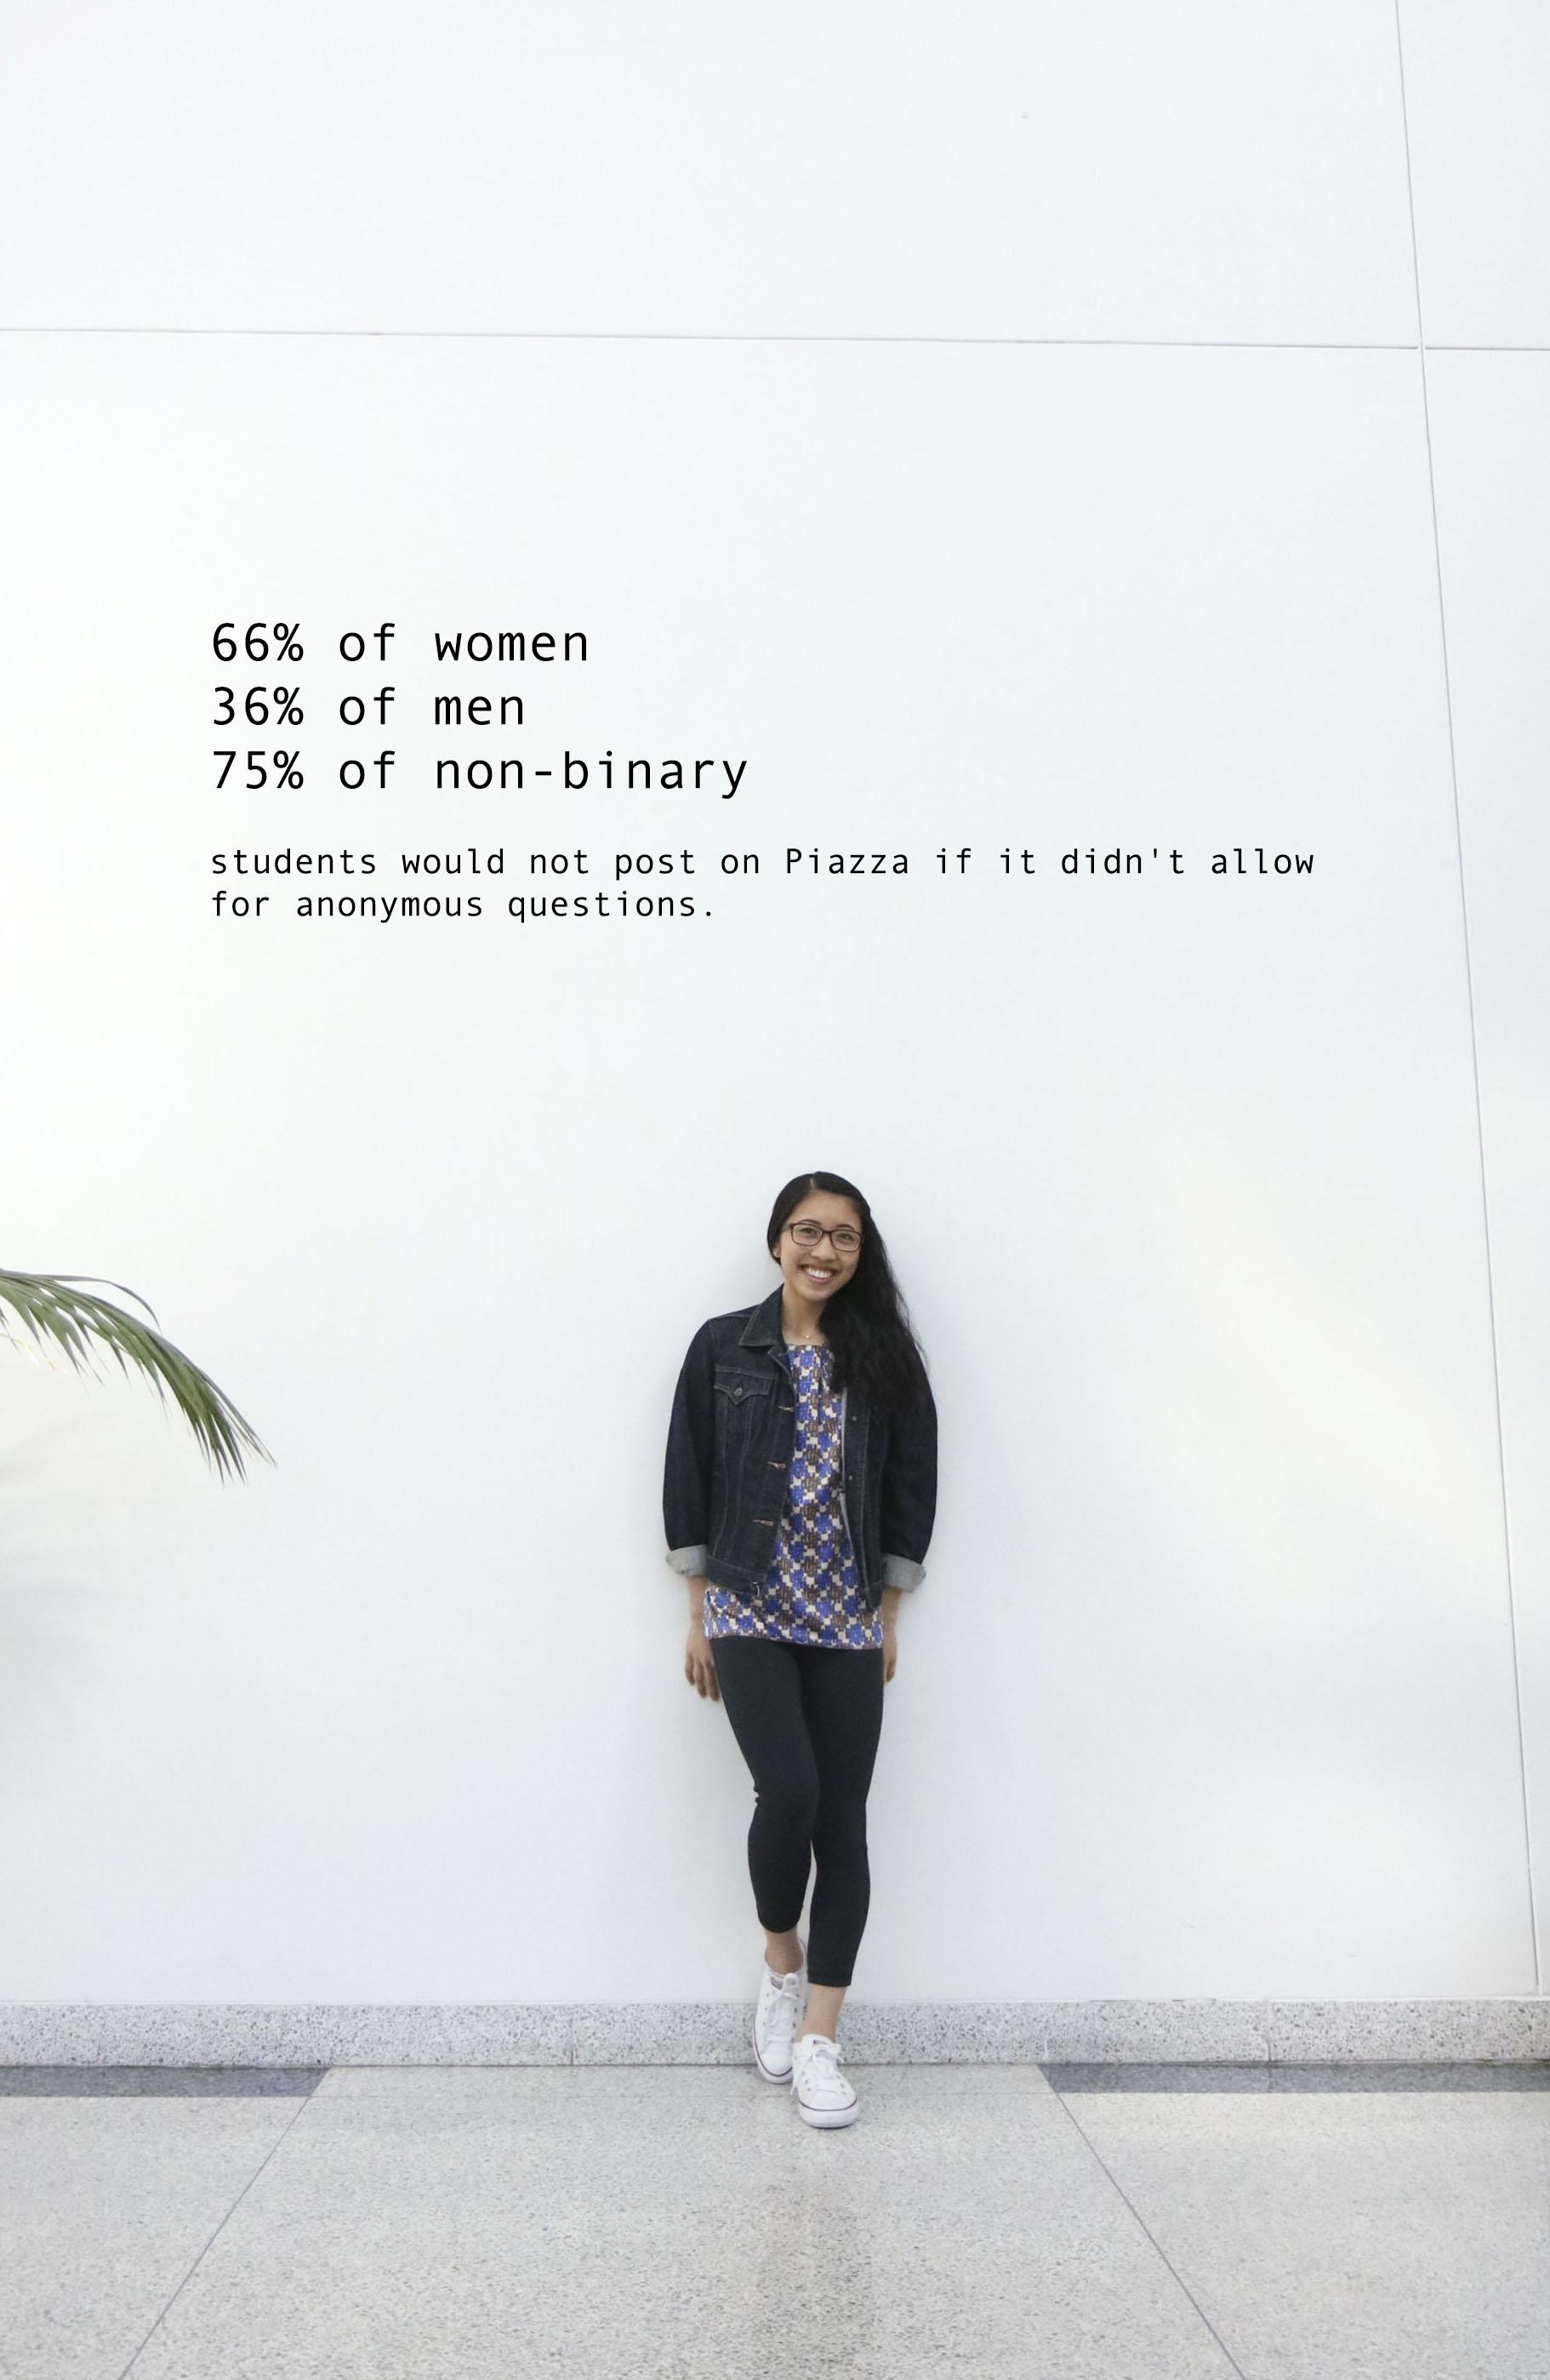 66% of women
36% of men
75% of non-binary
students would not post on Piazza if it didn't allow
for anonymous questions.